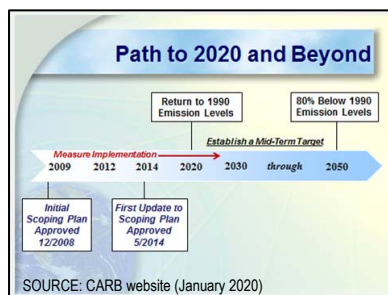 Path to 2020 and Beyond
Return to 1990
Emission Levels
80% Below 1990
Emission Levels
Establish a Mid-Term Target
Measure Implementation
2009 2012 2014 2020 2030 through 2050
Initial
Scoping Plan
Approved
12/2008
First Update to
Scoping Plan
Approved
5/2014
SOURCE: CARB website (January 2020)